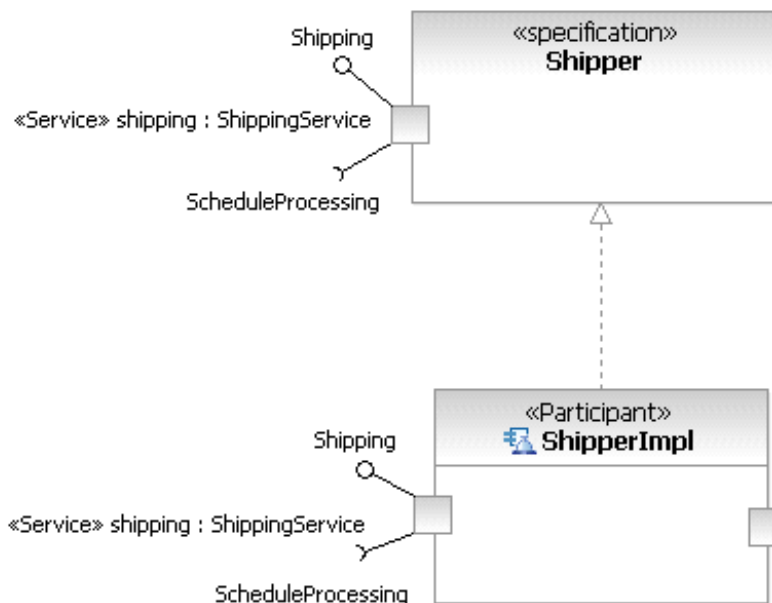 Shipping
«Service» shipping : ShippingService
ScheduleProcessing
«specification»
Shipper
«Participant»
ShipperImpl
Shipping
«Service» shipping : ShippingService
ScheduleProcessing